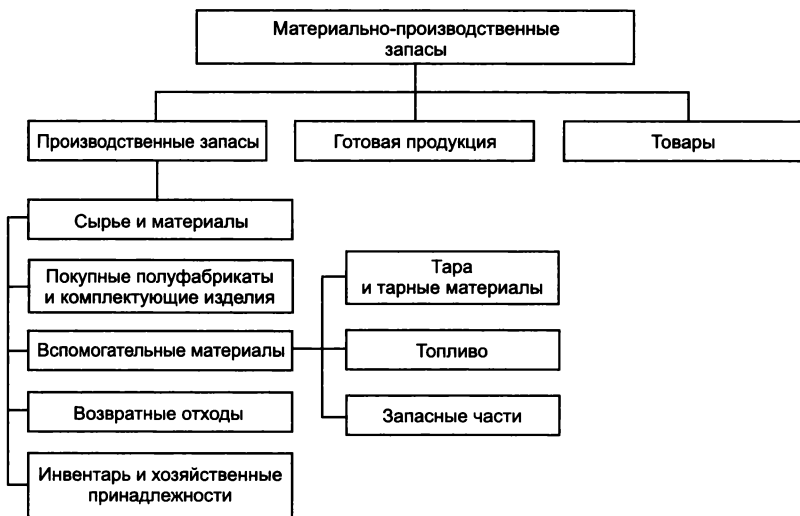 Материально-производственные
запасы
Производственные запасы
Готовая продукция
Товары
Сырье и материалы
Покупные полуфабрикаты
и комплектующие изделия
Вспомогательные материалы
Возвратные отходы
Инвентарь и хозяйственные
принадлежности
Тара
и тарные материалы
Топливо
Запасные части